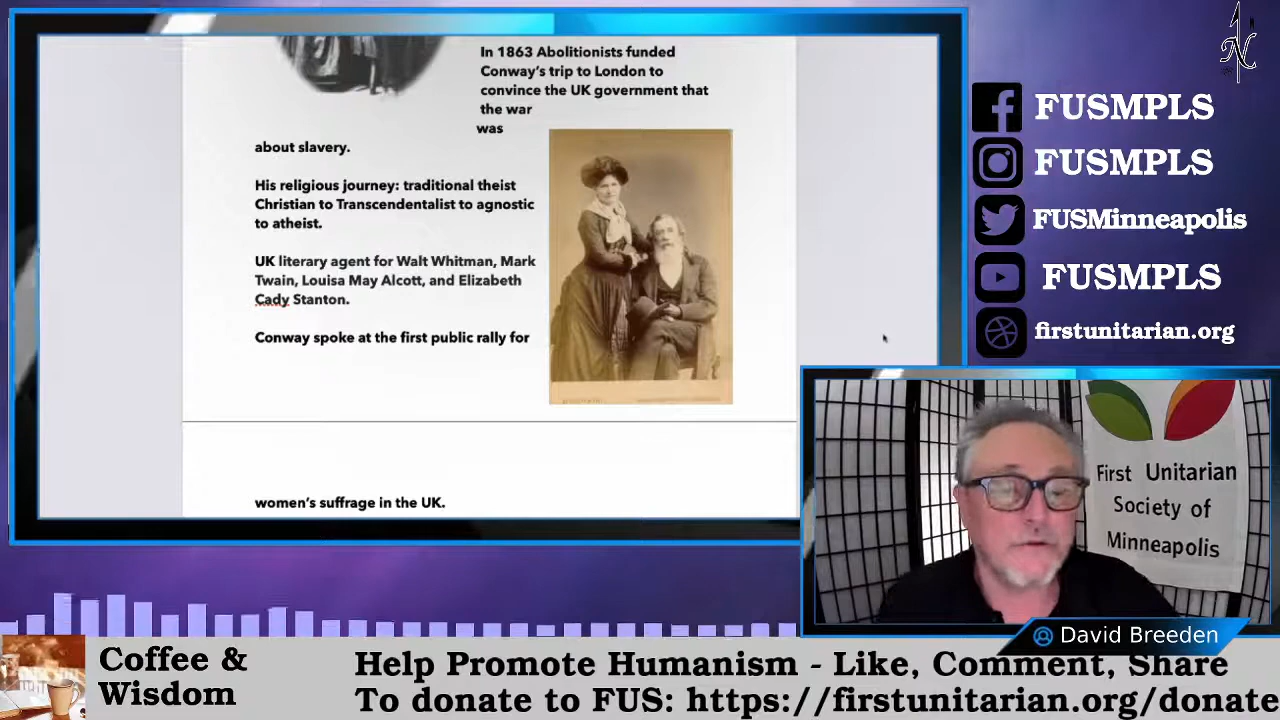 In 1863 Abolitionists funded
Conway's trip to London to
convince the UK government that
the war
was
about slavery.
His religious journey: traditional theist
Christian to Transcendentalist to agnostic
to atheist.
UK literary agent for Walt Whitman, Mark
Twain, Louisa May Alcott, and Elizabeth
Cady Stanton.
Conway spoke at the first public rally for
women's suffrage in the UK.
FUSMPLS
FUSMPLS
FUSMinneapolis
FUSMPLS
firstunitarian.org
First Unitarian
Society of
Minneapolis
David Breeden
Coffee &
Wisdom
Help Promote Humanism - Like, Comment, Share
To donate to FUS: https://firstunitarian.org/donate